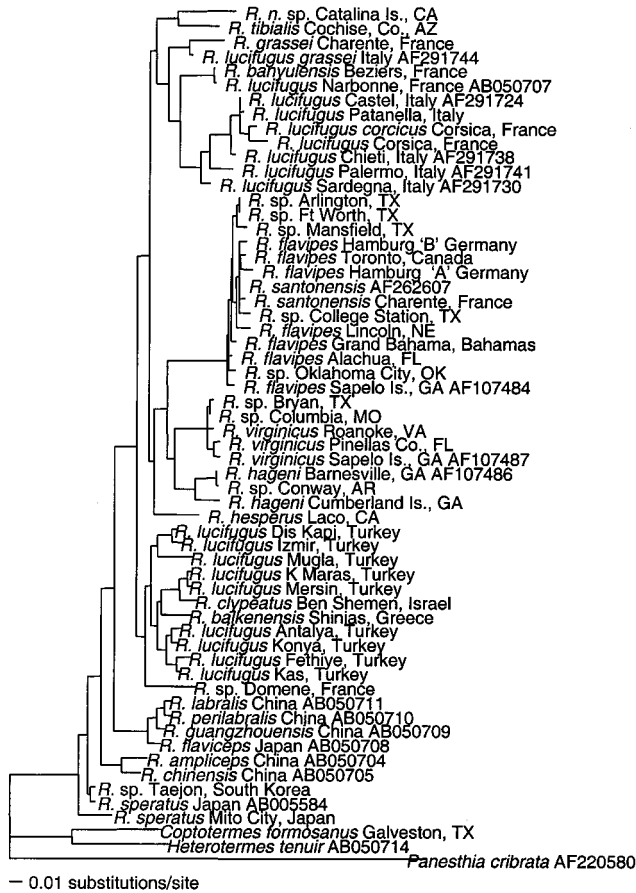 R. n. sp. Catalina Is., CA
R. tibialis Cochise, Co., AZ
R. grassei Charente, France
R. lucifugus grassei Italy AF291744
R. banyulensis Beziers, France
R. lucifugus Narbonne, France AB050707
R. lucifugus Castel, Italy AF291724
R. lucifugus Patanella, Italy
R. lucifugus corcicus Corsica, France
R. lucifugus Corsica, France
R. lucifugus Chieti, Italy AF291738
R. lucifugus Palermo, Italy AF291741
R. lucifugus Sardegna, Italy AF291730
R. sp. Arlington, TX
R. sp. Ft Worth, TX
R. sp. Mansfield, TX
R. flavipes Hamburg 'B' Germany
R. flavipes Toronto, Canada
R. flavipes Hamburg 'A' Germany
R. santonensis AF262607
R. santonensis Charente, France
R. sp. College Station, TX
R. flavipes Lincoln, NE
R. flavipes Grand Bahama, Bahamas
R. flavipes Alachua, FL
R. sp. Oklahoma City, OK
R. flavipes Sapelo Is., GA AF107484
R. sp. Bryan, TX
R. sp. Columbia, MO
R. virginicus Roanoke, VA
R. virginicus Pinellas Co., FL
R. virginicus Sapelo Is., GA AF107487
R. hageni Barnesville, GA AF107486
R. sp. Conway, AR
R. hageni Cumberland Is., GA
R. hesperus Laco, CA
R. lucifugus Dis Kapi, Turkey
R. lucifugus Izmir, Turkey
R. lucifugus Mugla, Turkey
R. lucifugus K Maras, Turkey
R. lucifugus Mersin, Turkey
R. clypeatus Ben Shemen, Israel
R. balkenensis Shinias, Greece
R. lucifugus Antalya, Turkey
R. lucifugus Konya, Turkey
R. lucifugus Fethiye, Turkey
R. lucifugus Kas, Turkey
R. sp. Domene, France
R. labralis China AB050711
R. perilabralis China AB050710
R. guangzhouensis China AB050709
R. flaviceps Japan AB050708
R. ampliceps China AB050704
R. chinensis China AB050705
R. sp. Taejon, South Korea
R. speratus Japan AB005584
R. speratus Mito City, Japan
Coptotermes formosanus Galveston, TX
Heterotermes tenuir AB050714
Panesthia cribrata AF220580
0.01 substitutions/site